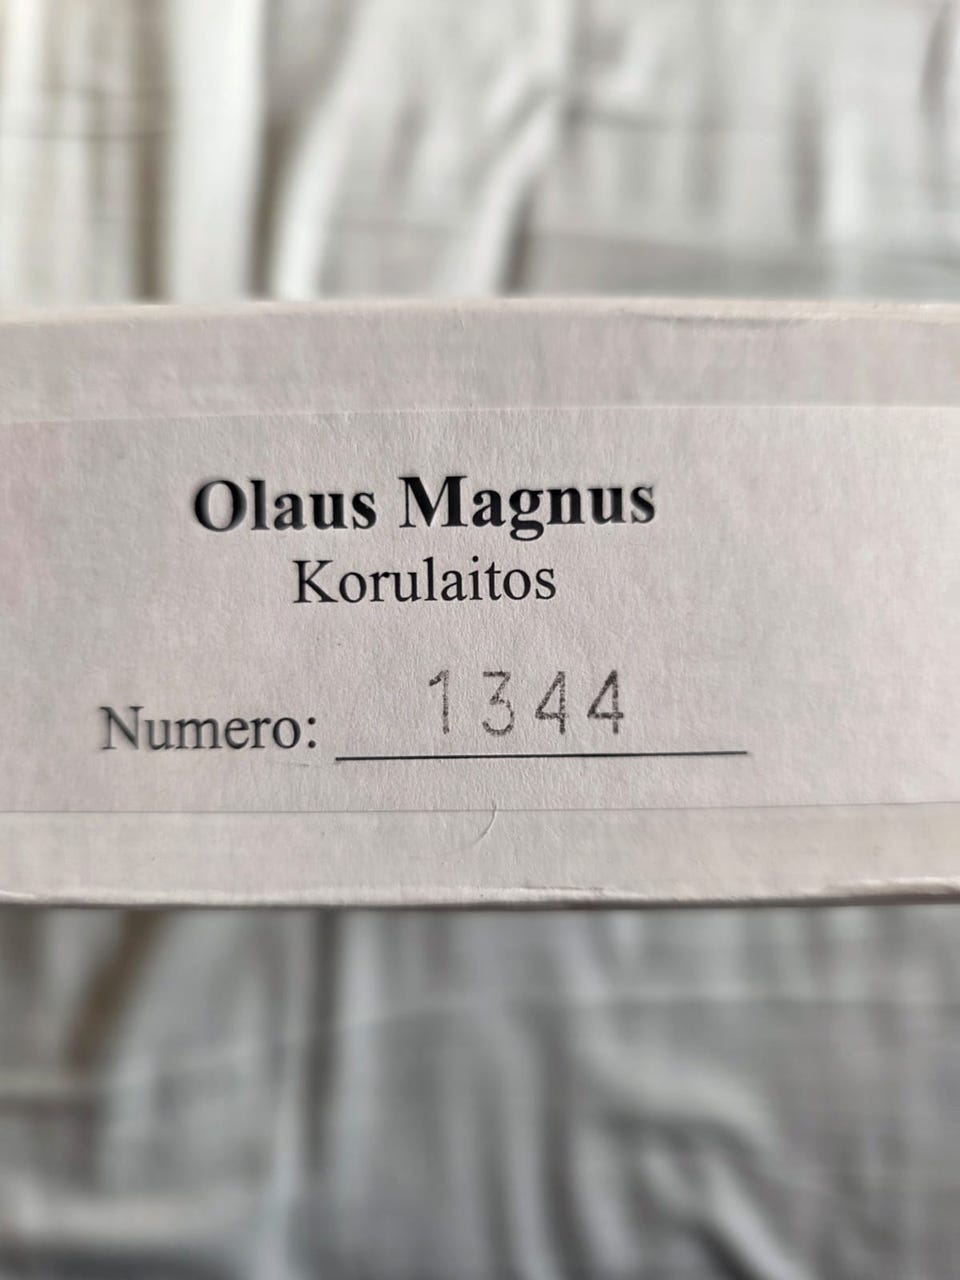 Olaus Magnus
Korulaitos
Numero: 1344